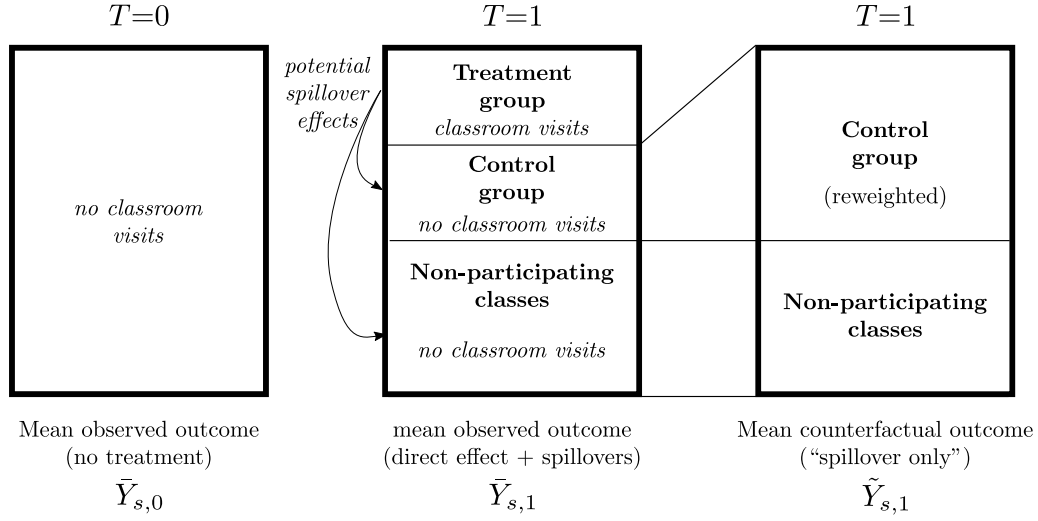 T=0
no classroom
visits
Mean observed outcome
(no treatment)
Ȳs,0
potential
spillover
effects
T=1
Treatment
group
classroom visits
Control
group
no classroom visits
Non-participating
classes
no classroom visits
mean observed outcome
(direct effect + spillovers)
Ȳs,1
T=1
Control
group
(reweighted)
Non-participating
classes
Mean counterfactual outcome
(“spillover only”)
Ỹs,1